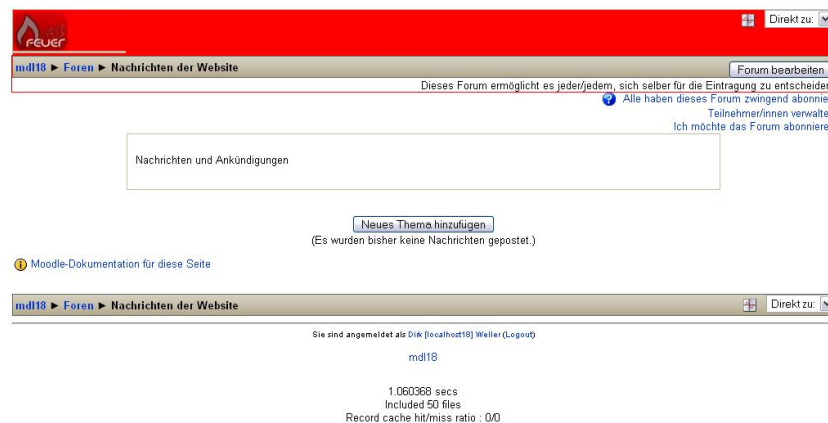 FEUER
Direkt zu:
mdl18 ► Foren ► Nachrichten der Website
Forum bearbeiten
Dieses Forum ermöglicht es jeder/jedem, sich selber für die Eintragung zu entscheiden
Alle haben dieses Forum zwingend abonnie
Teilnehmer/innen verwalte
Ich möchte das Forum abonniere
Nachrichten und Ankündigungen
Neues Thema hinzufügen
(Es wurden bisher keine Nachrichten gepostet.)
Moodle-Dokumentation für diese Seite
mdl18 ► Foren ► Nachrichten der Website
Direkt zu:
Sie sind angemeldet als Dirk [localhost18] Weller (Logout)
mdl18
1.060368 secs
Included 50 files
Record cache hit/miss ratio : 0/0